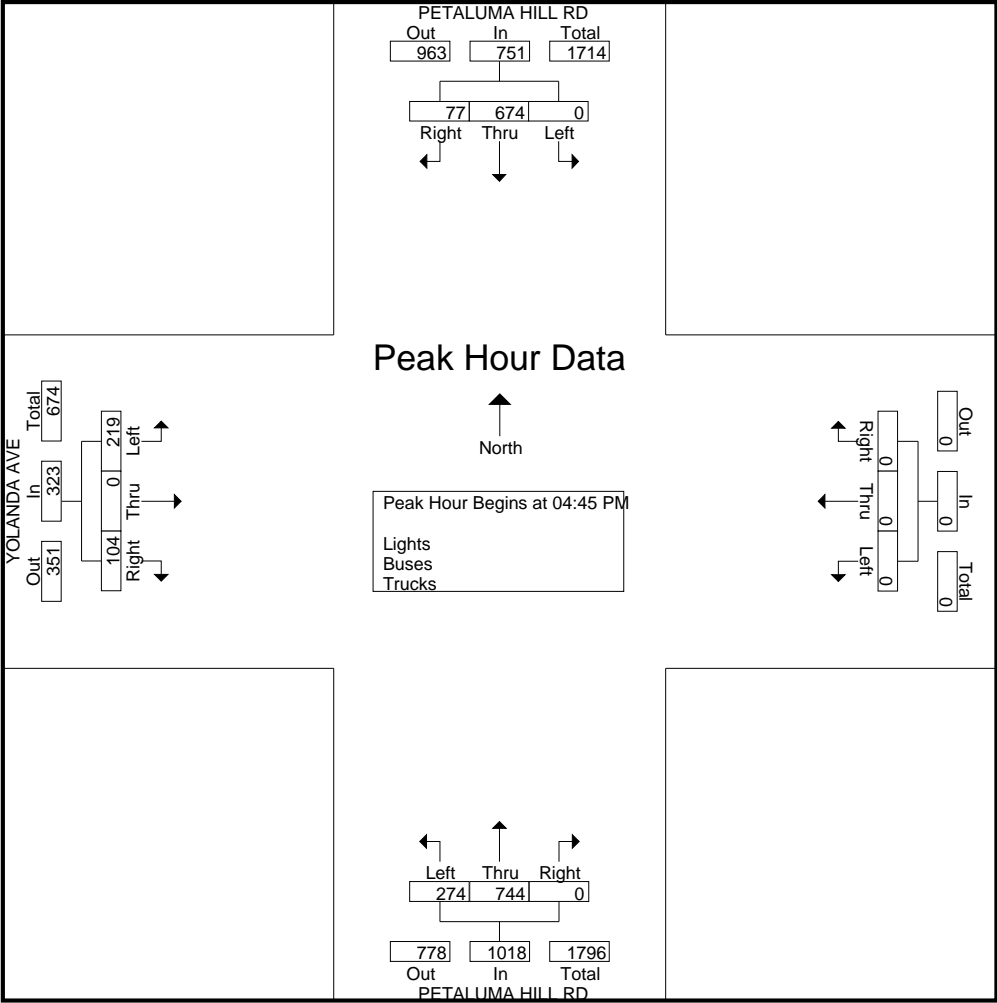 PETALUMA HILL RD
Out In Total
963 751 1714
77 674 0
Right Thru Left
Peak Hour Data
North
Peak Hour Begins at 04:45 PM
Lights
Buses
Trucks
YOLANDA AVE
Total In Out
674 323 351
219 0 104
Left Thru Right
Out In Total
0 0 0
0 0 0
Right Thru Left
Left Thru Right
274 744 0
778 1018 1796
Out In Total
PETALUMA HILL RD